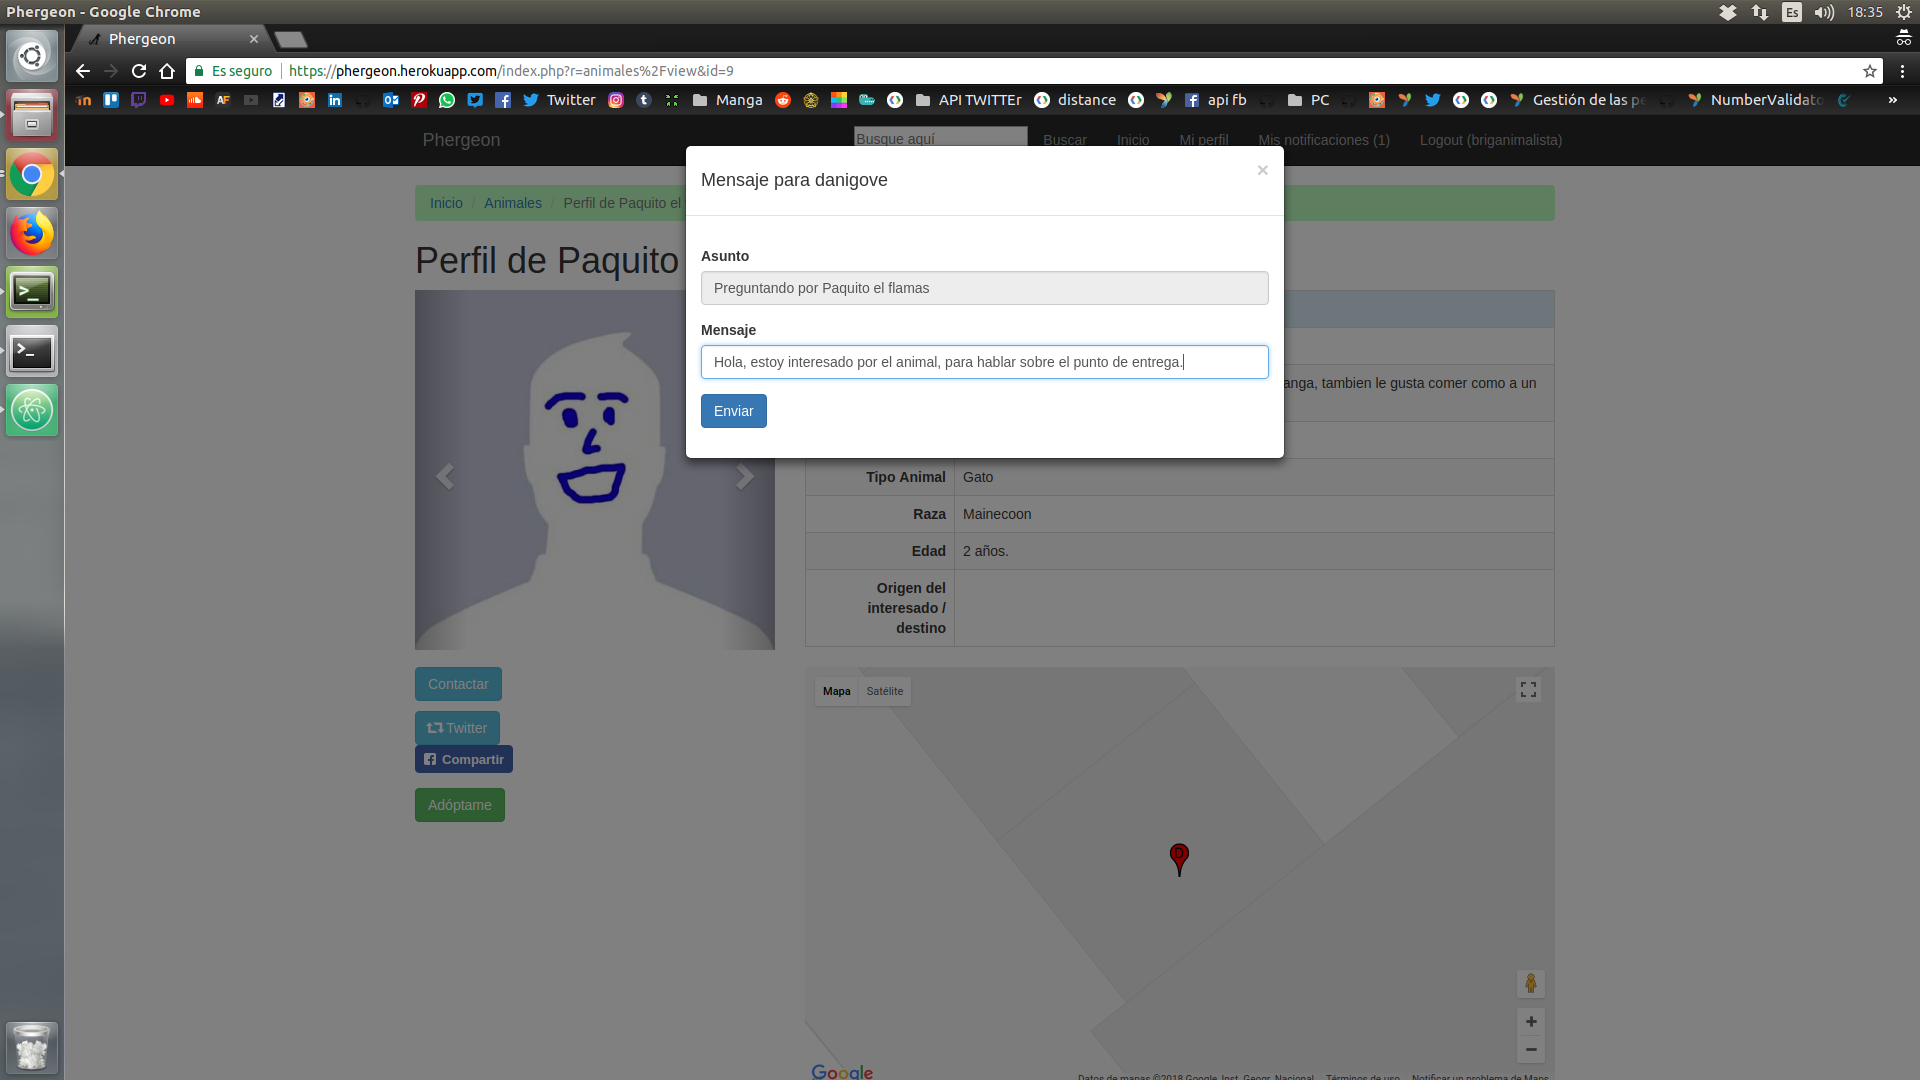 Phergeon - Google Chrome
Es
18:35
Phergeon
Es seguro
https://phergeon.herokuapp.com/index.php?r=animales%2Fview&id=9
Twitter
Manga
API TWITTEr
distance
api fb
PC
Gestión de las pe
NumberValidato
Phergeon
Busque aquí
Buscar
Inicio
Mi perfil
Mis notificaciones (1)
Logout (briganimalista)
Inicio / Animales / Perfil de Paquito el
Perfil de Paquito
Mensaje para danigove
×
Asunto
Preguntando por Paquito el flamas
Mensaje
Hola, estoy interesado por el animal, para hablar sobre el punto de entrega.
Enviar
anga, tambien le gusta comer como a un
Tipo Animal Gato
Raza Mainecoon
Edad 2 años.
Origen del
interesado /
destino
Contactar
Twitter
Compartir
Adóptame
Mapa Satélite
D
+
−
Google
Datos de mapas ©2018 Google, Inst. Geogr. Nacional Términos de uso Notificar un problema de Maps